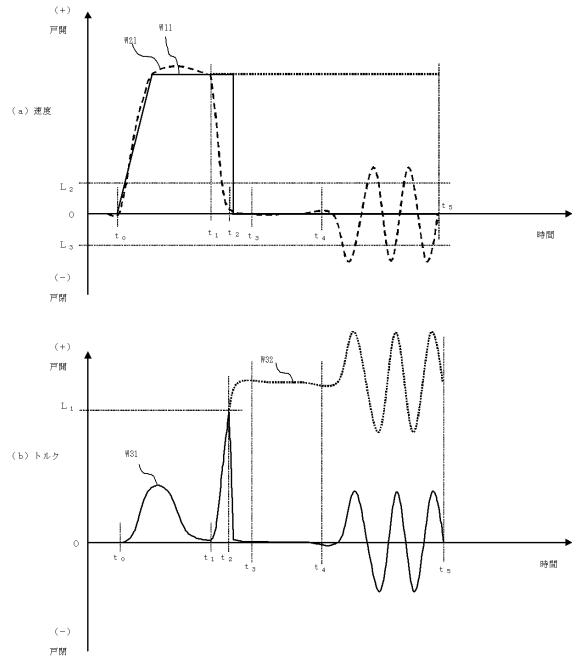 (+)
戸開
W21
W11
(a)速度
L2
0
L3
t0
t1
t2
t3
t4
t5
時間
(−)
戸閉
(+)
戸開
W32
L1
(b)トルク
W31
0
t0
t1
t2
t3
t4
t5
時間
(−)
戸閉